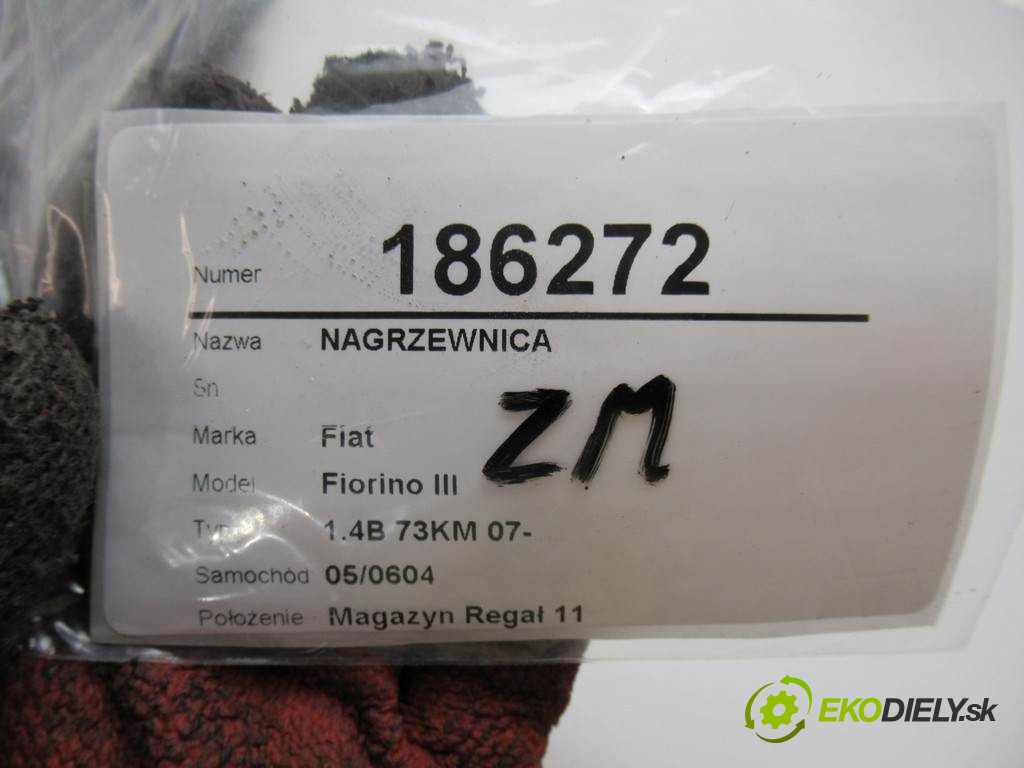 Numer 186272
Nazwa NAGRZEWNICA
Sn
ZM
Marka Fiat
Model Fiorino III
Typ 1.4B 73KM 07-
Samochód 05/0604
Położenie Magazyn Regał 11
EKODIELY.sk